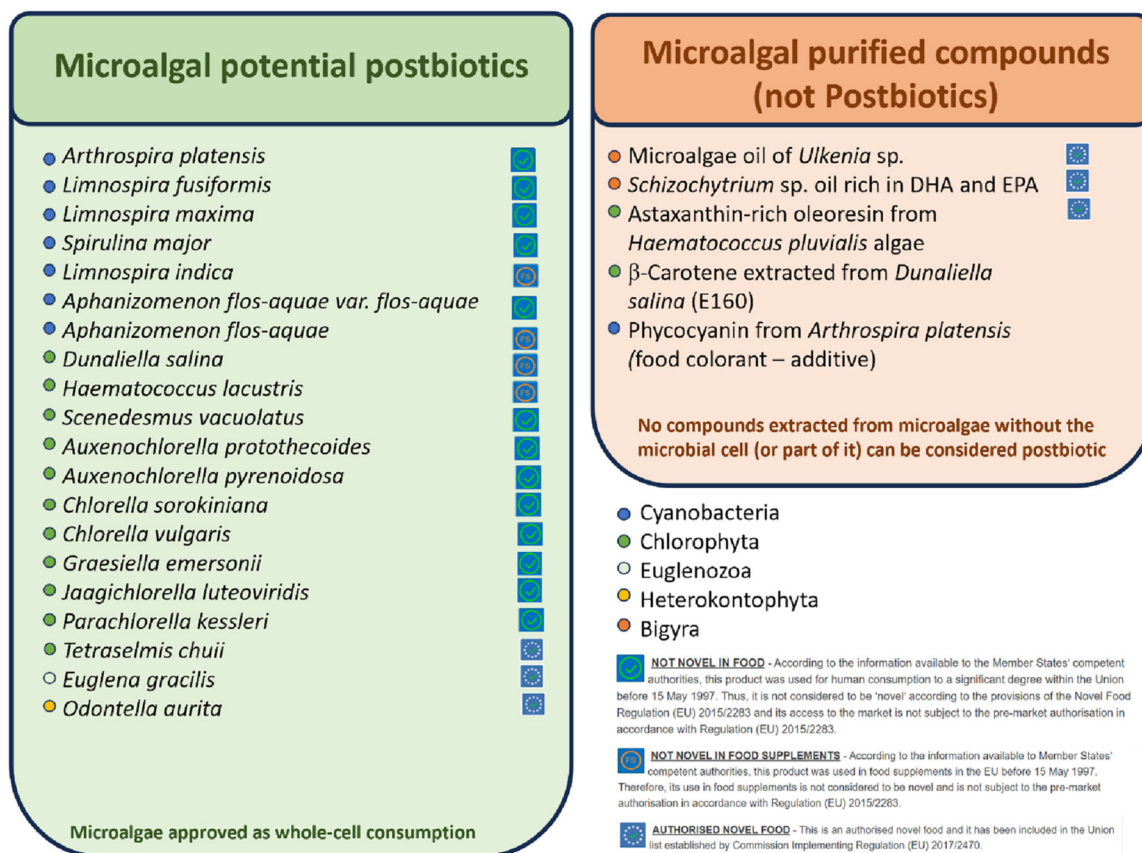 Microalgal potential postbiotics
Arthrospira platensis
Limnospira fusiformis
Limnospira maxima
Spirulina major
Limnospira indica
FS
Aphanizomenon flos-aquae var. flos-aquae
Aphanizomenon flos-aquae
FS
Dunaliella salina
FS
Haematococcus lacustris
FS
Scenedesmus vacuolatus
Auxenochlorella protothecoides
Auxenochlorella pyrenoidosa
Chlorella sorokiniana
Chlorella vulgaris
Graesiella emersonii
Jaagichlorella luteoviridis
Parachlorella kessleri
Tetraselmis chuii
Euglena gracilis
Odontella aurita
Microalgae approved as whole-cell consumption
Microalgal purified compounds
(not Postbiotics)
Microalgae oil of Ulkenia sp.
Schizochytrium sp. oil rich in DHA and EPA
Astaxanthin-rich oleoresin from
Haematococcus pluvialis algae
β-Carotene extracted from Dunaliella
salina (E160)
Phycocyanin from Arthrospira platensis
(food colorant – additive)
No compounds extracted from microalgae without the
microbial cell (or part of it) can be considered postbiotic
Cyanobacteria
Chlorophyta
Euglenozoa
Heterokontophyta
Bigyra
NOT NOVEL IN FOOD - According to the information available to the Member States' competent
authorities, this product was used for human consumption to a significant degree within the Union
before 15 May 1997. Thus, it is not considered to be 'novel' according to the provisions of the Novel Food
Regulation (EU) 2015/2283 and its access to the market is not subject to the pre-market authorisation in
accordance with Regulation (EU) 2015/2283.
FS
NOT NOVEL IN FOOD SUPPLEMENTS - According to the information available to Member States'
competent authorities, this product was used in food supplements in the EU before 15 May 1997.
Therefore, its use in food supplements is not considered to be novel and is not subject to the pre-market
authorisation in accordance with Regulation (EU) 2015/2283.
AUTHORISED NOVEL FOOD - This is an authorised novel food and it has been included in the Union
list established by Commission Implementing Regulation (EU) 2017/2470.